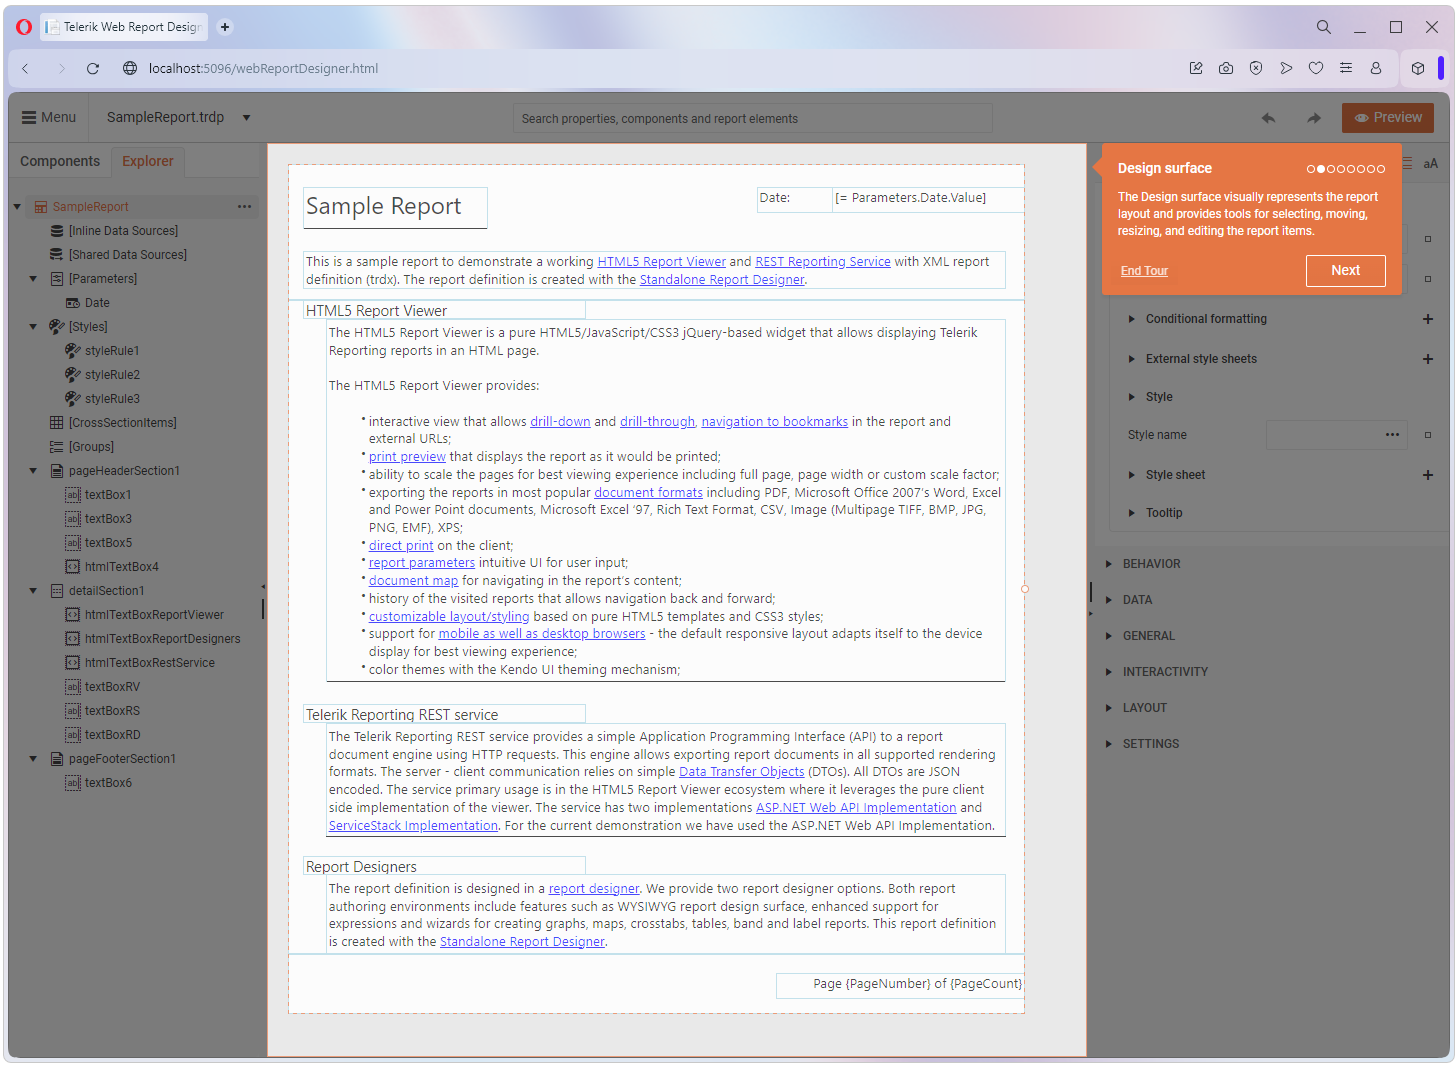 Telerik Web Report Design
localhost:5096/webReportDesigner.html
Menu
SampleReport.trdp
Search properties, components and report elements
Preview
Components
Explorer
SampleReport
[Inline Data Sources]
[Shared Data Sources]
[Parameters]
Date
[Styles]
styleRule1
styleRule2
styleRule3
[CrossSectionItems]
[Groups]
pageHeaderSection1
textBox1
textBox3
textBox5
htmlTextBox4
detailSection1
htmlTextBoxReportViewer
htmlTextBoxReportDesigners
htmlTextBoxRestService
textBoxRV
textBoxRS
textBoxRD
pageFooterSection1
textBox6
Sample Report
Date: [= Parameters.Date.Value]
This is a sample report to demonstrate a working HTML5 Report Viewer and REST Reporting Service with XML report
definition (trdx). The report definition is created with the Standalone Report Designer.
HTML5 Report Viewer
The HTML5 Report Viewer is a pure HTML5/JavaScript/CSS3 jQuery-based widget that allows displaying Telerik
Reporting reports in an HTML page.
The HTML5 Report Viewer provides:
• interactive view that allows drill-down and drill-through, navigation to bookmarks in the report and
external URLs;
• print preview that displays the report as it would be printed;
• ability to scale the pages for best viewing experience including full page, page width or custom scale factor;
• exporting the reports in most popular document formats including PDF, Microsoft Office 2007's Word, Excel
and Power Point documents, Microsoft Excel '97, Rich Text Format, CSV, Image (Multipage TIFF, BMP, JPG,
PNG, EMF), XPS;
• direct print on the client;
• report parameters intuitive UI for user input;
• document map for navigating in the report's content;
• history of the visited reports that allows navigation back and forward;
• customizable layout/styling based on pure HTML5 templates and CSS3 styles;
• support for mobile as well as desktop browsers - the default responsive layout adapts itself to the device
display for best viewing experience;
• color themes with the Kendo UI theming mechanism;
Telerik Reporting REST service
The Telerik Reporting REST service provides a simple Application Programming Interface (API) to a report
document engine using HTTP requests. This engine allows exporting report documents in all supported rendering
formats. The server - client communication relies on simple Data Transfer Objects (DTOs). All DTOs are JSON
encoded. The service primary usage is in the HTML5 Report Viewer ecosystem where it leverages the pure client
side implementation of the viewer. The service has two implementations ASP.NET Web API Implementation and
ServiceStack Implementation. For the current demonstration we have used the ASP.NET Web API Implementation.
Report Designers
The report definition is designed in a report designer. We provide two report designer options. Both report
authoring environments include features such as WYSIWYG report design surface, enhanced support for
expressions and wizards for creating graphs, maps, crosstabs, tables, band and label reports. This report definition
is created with the Standalone Report Designer.
Page {PageNumber} of {PageCount}
Design surface
The Design surface visually represents the report
layout and provides tools for selecting, moving,
resizing, and editing the report items.
End Tour
Next
aA
Conditional formatting
External style sheets
Style
Style name
Style sheet
Tooltip
BEHAVIOR
DATA
GENERAL
INTERACTIVITY
LAYOUT
SETTINGS